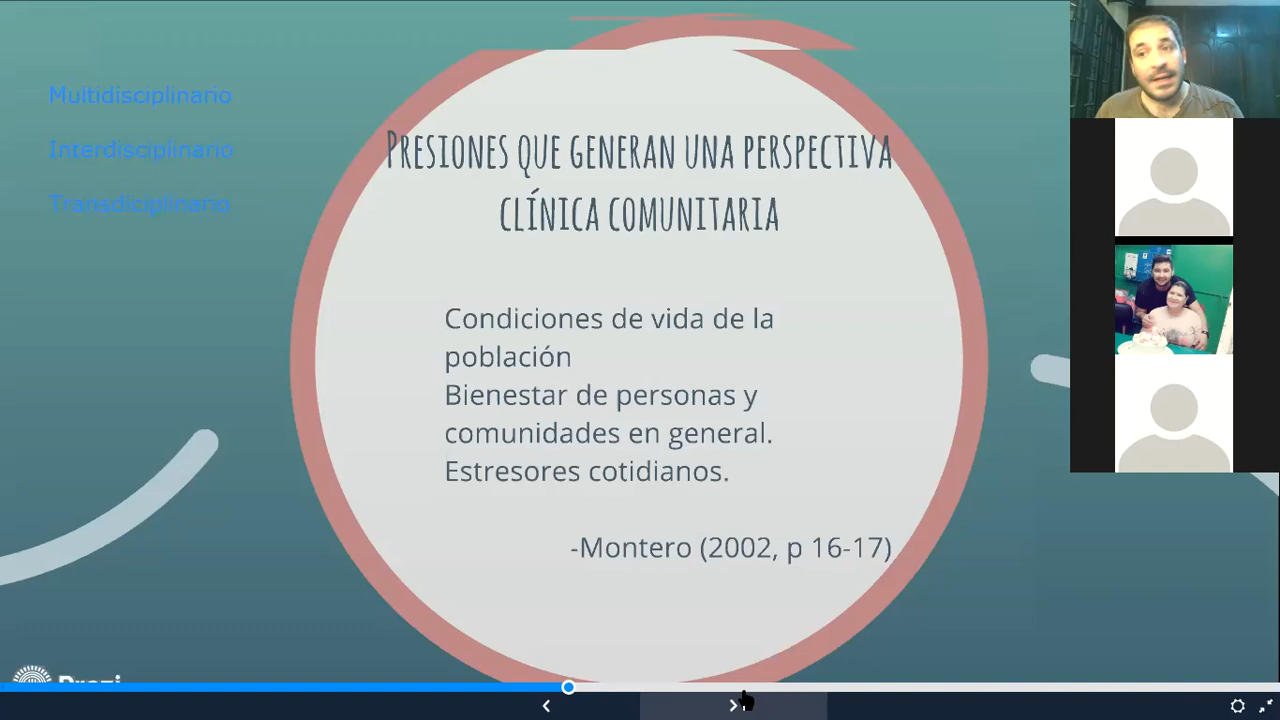 Multidisciplinario
Interdisciplinario
Transdiciplinario
PRESIONES QUE GENERAN UNA PERSPECTIVA
CLÍNICA COMUNITARIA
Condiciones de vida de la
población
Bienestar de personas y
comunidades en general.
Estresores cotidianos.
-Montero (2002, p 16-17)
Prezi